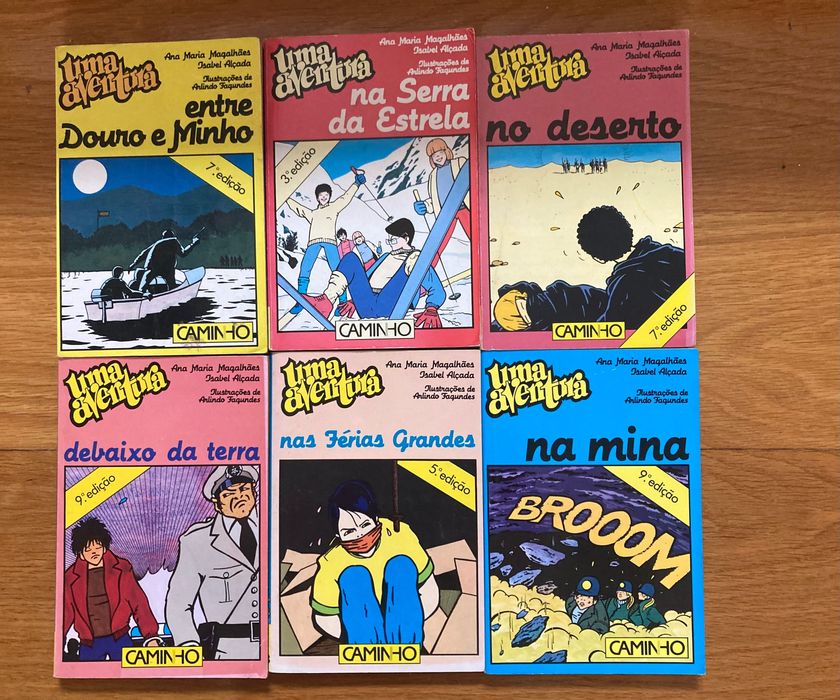 uma
aventura
Ana Maria Magalhães
Isabel Alçada
Ilustrações de
Arlindo Fagundes
entre
Douro e Minho
7.ª edição
CAMINHO
uma
aventura
Ana Maria Magalhães
Isabel Alçada
Ilustrações de
Arlindo Fagundes
na Serra
da Estrela
3.ª edição
CAMINHO
uma
aventura
Ana Maria Magalhães
Isabel Alçada
Ilustrações de
Arlindo Fagundes
no deserto
CAMINHO
7.ª edição
uma
aventura
Ana Maria Magalhães
Isabel Alçada
Ilustrações de
Arlindo Fagundes
debaixo da terra
9.ª edição
CAMINHO
uma
aventura
Ana Maria Magalhães
Isabel Alçada
Ilustrações de
Arlindo Fagundes
nas Férias Grandes
5.ª edição
CAMINHO
uma
aventura
Ana Maria Magalhães
Isabel Alçada
Ilustrações de
Arlindo Fagundes
na mina
9.ª edição
BROOOM
CAMINHO